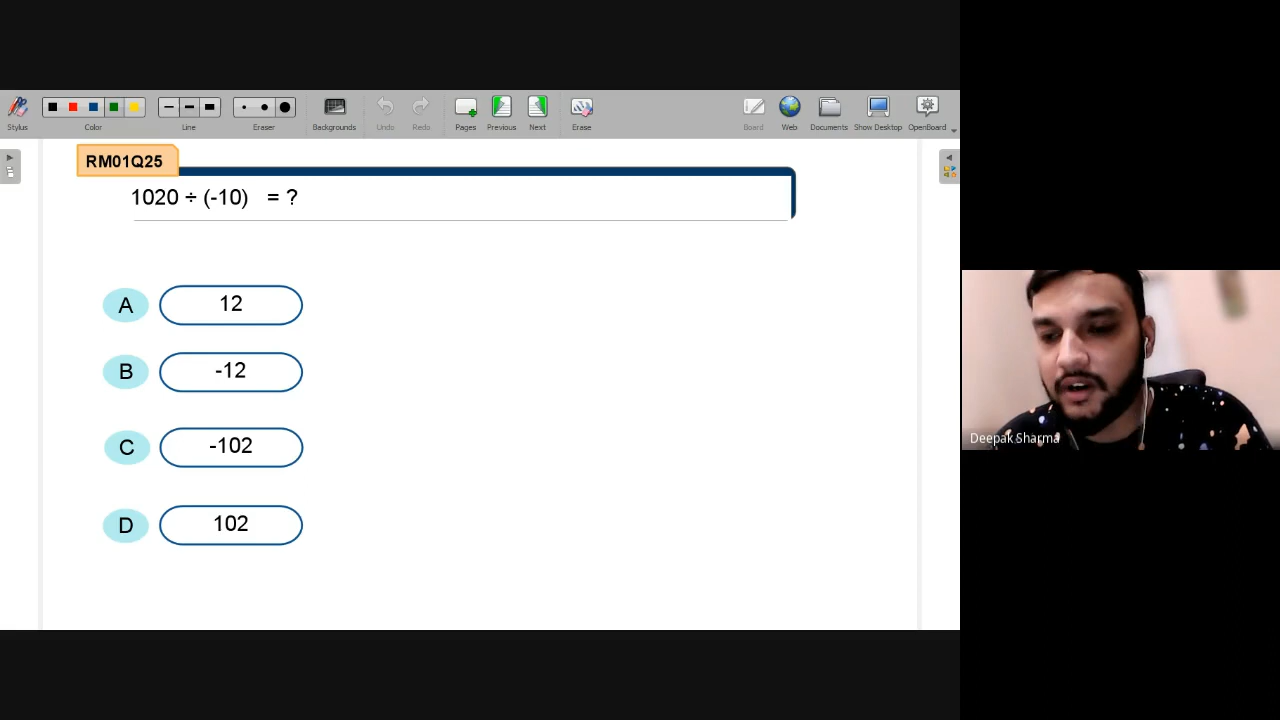 Stylus
Color
Line
Eraser
Backgrounds
Undo
Redo
Pages
Previous
Next
Erase
Board
Web
Documents
Show Desktop
OpenBoard
RM01Q25
1020 ÷ (-10) = ?
A 12
B -12
C -102
D 102
Deepak Sharma